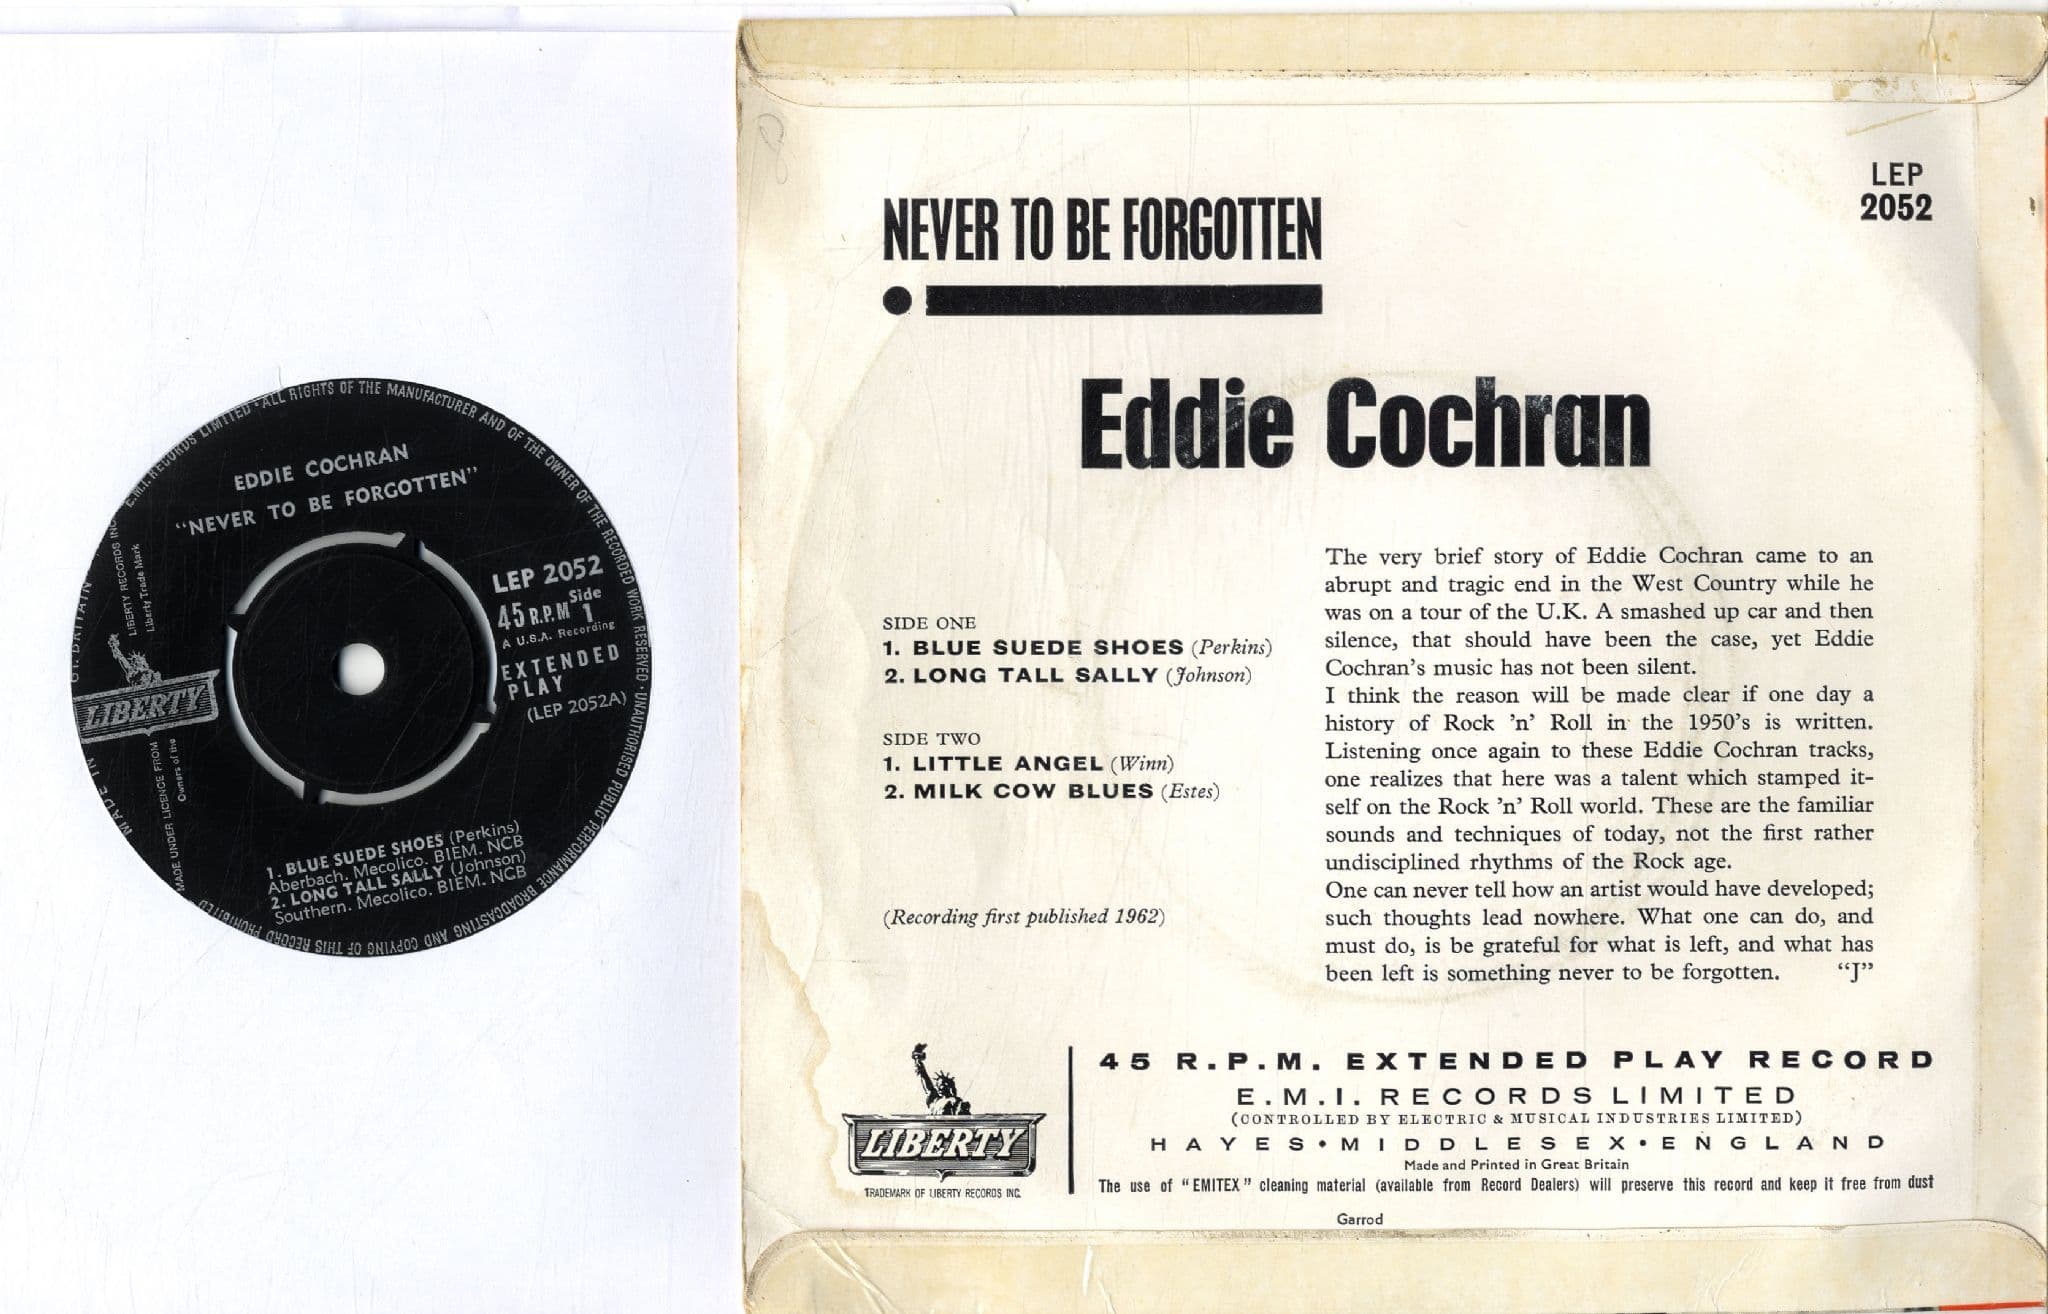 EDDIE COCHRAN
"NEVER TO BE FORGOTTEN"
LEP 2052
Side
45 R.P.M 1
A U.S.A. Recording
EXTENDED
PLAY
(LEP 2052A)
LIBERTY RECORDS INC
Liberty Trade Mark
LIBERTY
MADE UNDER LICENCE FROM
Owners of the
1. BLUE SUEDE SHOES (Perkins)
Aberbach. Mecolico. BIEM. NCB
2. LONG TALL SALLY (Johnson)
Southern. Mecolico. BIEM. NCB
MADE IN GT. BRITAIN
E.M.I. RECORDS LIMITED · ALL RIGHTS OF THE MANUFACTURER AND OF THE OWNER OF THE RECORDED WORK RESERVED · UNAUTHORISED PUBLIC PERFORMANCE BROADCASTING AND COPYING OF THIS RECORD PROHIBITED
LEP
2052
NEVER TO BE FORGOTTEN
Eddie Cochran
SIDE ONE
1. BLUE SUEDE SHOES (Perkins)
2. LONG TALL SALLY (Johnson)
SIDE TWO
1. LITTLE ANGEL (Winn)
2. MILK COW BLUES (Estes)
(Recording first published 1962)
The very brief story of Eddie Cochran came to an
abrupt and tragic end in the West Country while he
was on a tour of the U.K. A smashed up car and then
silence, that should have been the case, yet Eddie
Cochran's music has not been silent.
I think the reason will be made clear if one day a
history of Rock 'n' Roll in the 1950's is written.
Listening once again to these Eddie Cochran tracks,
one realizes that here was a talent which stamped it-
self on the Rock 'n' Roll world. These are the familiar
sounds and techniques of today, not the first rather
undisciplined rhythms of the Rock age.
One can never tell how an artist would have developed;
such thoughts lead nowhere. What one can do, and
must do, is be grateful for what is left, and what has
been left is something never to be forgotten. "J"
LIBERTY
TRADEMARK OF LIBERTY RECORDS INC.
45 R.P.M. EXTENDED PLAY RECORD
E.M.I. RECORDS LIMITED
(CONTROLLED BY ELECTRIC & MUSICAL INDUSTRIES LIMITED)
HAYES•MIDDLESEX•ENGLAND
Made and Printed in Great Britain
The use of "EMITEX" cleaning material (available from Record Dealers) will preserve this record and keep it free from dust
Garrod